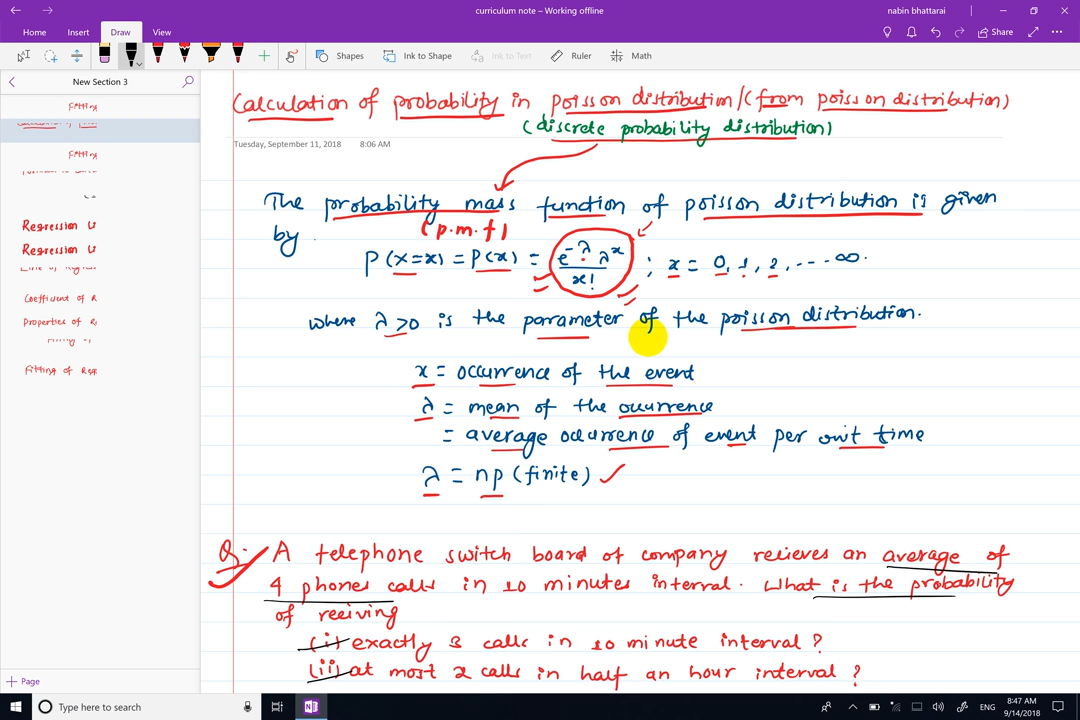 curriculum note – Working offline
nabin bhattarai
Home Insert Draw View
Share
Shapes Ink to Shape Ink to Text Ruler Math
New Section 3
Fitting
Fitting
Regression Li
Regression Li
Coefficient of R
Properties of R
Fitting of Reg
Page
Calculation of probability in poisson distribution/(from poisson distribution)
(discrete probability distribution)
Tuesday, September 11, 2018 8:06 AM
The probability mass function of poisson distribution is given
(p.m.f)
by
P(X=x) = P(x) = e^-λ λ^x / x! ; x = 0, 1, 2, ---- ∞.
where λ>0 is the parameter of the poisson distribution.
x = occurrence of the event
λ = mean of the ocurrence
= average ocurrence of event per unit time
λ = np (finite) ✓
Q. A telephone switch board of company recieves an average of
4 phones calls in 10 minutes interval. What is the probability
of reciving
(i) exactly 3 calls in 10 minute interval?
(ii) at most 2 calls in half an hour interval?
Type here to search
ENG
8:47 AM
9/14/2018